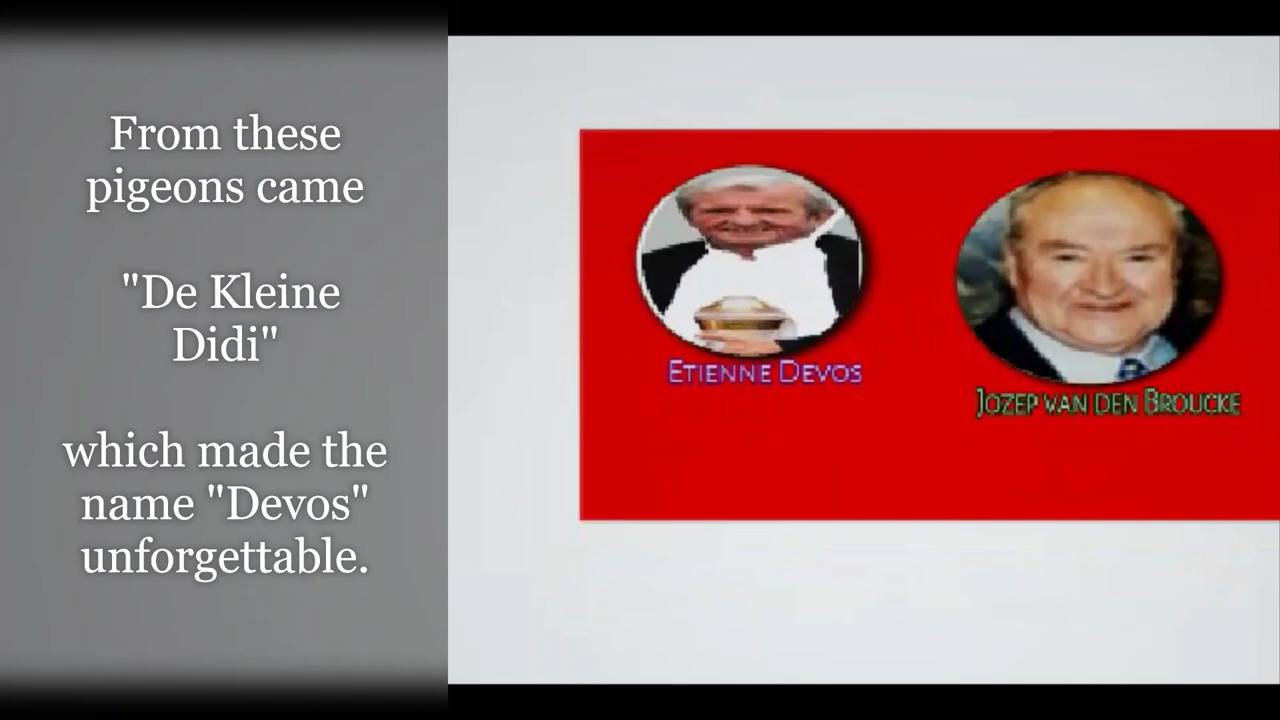 From these
pigeons came
"De Kleine
Didi"
which made the
name "Devos"
unforgettable.
Etienne Devos
Jozep van den Broucke